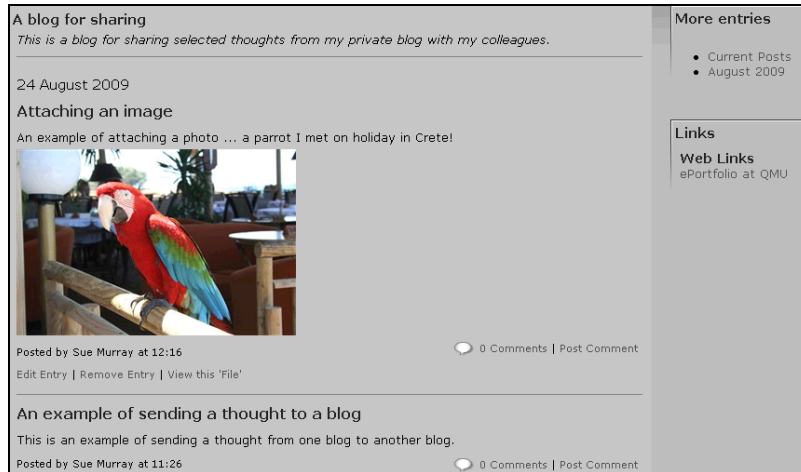 A blog for sharing
This is a blog for sharing selected thoughts from my private blog with my colleagues.
24 August 2009
Attaching an image
An example of attaching a photo ... a parrot I met on holiday in Crete!
Posted by Sue Murray at 12:16
0 Comments | Post Comment
Edit Entry | Remove Entry | View this 'File'
An example of sending a thought to a blog
This is an example of sending a thought from one blog to another blog.
Posted by Sue Murray at 11:26
0 Comments | Post Comment
More entries
Current Posts
August 2009
Links
Web Links
ePortfolio at QMU